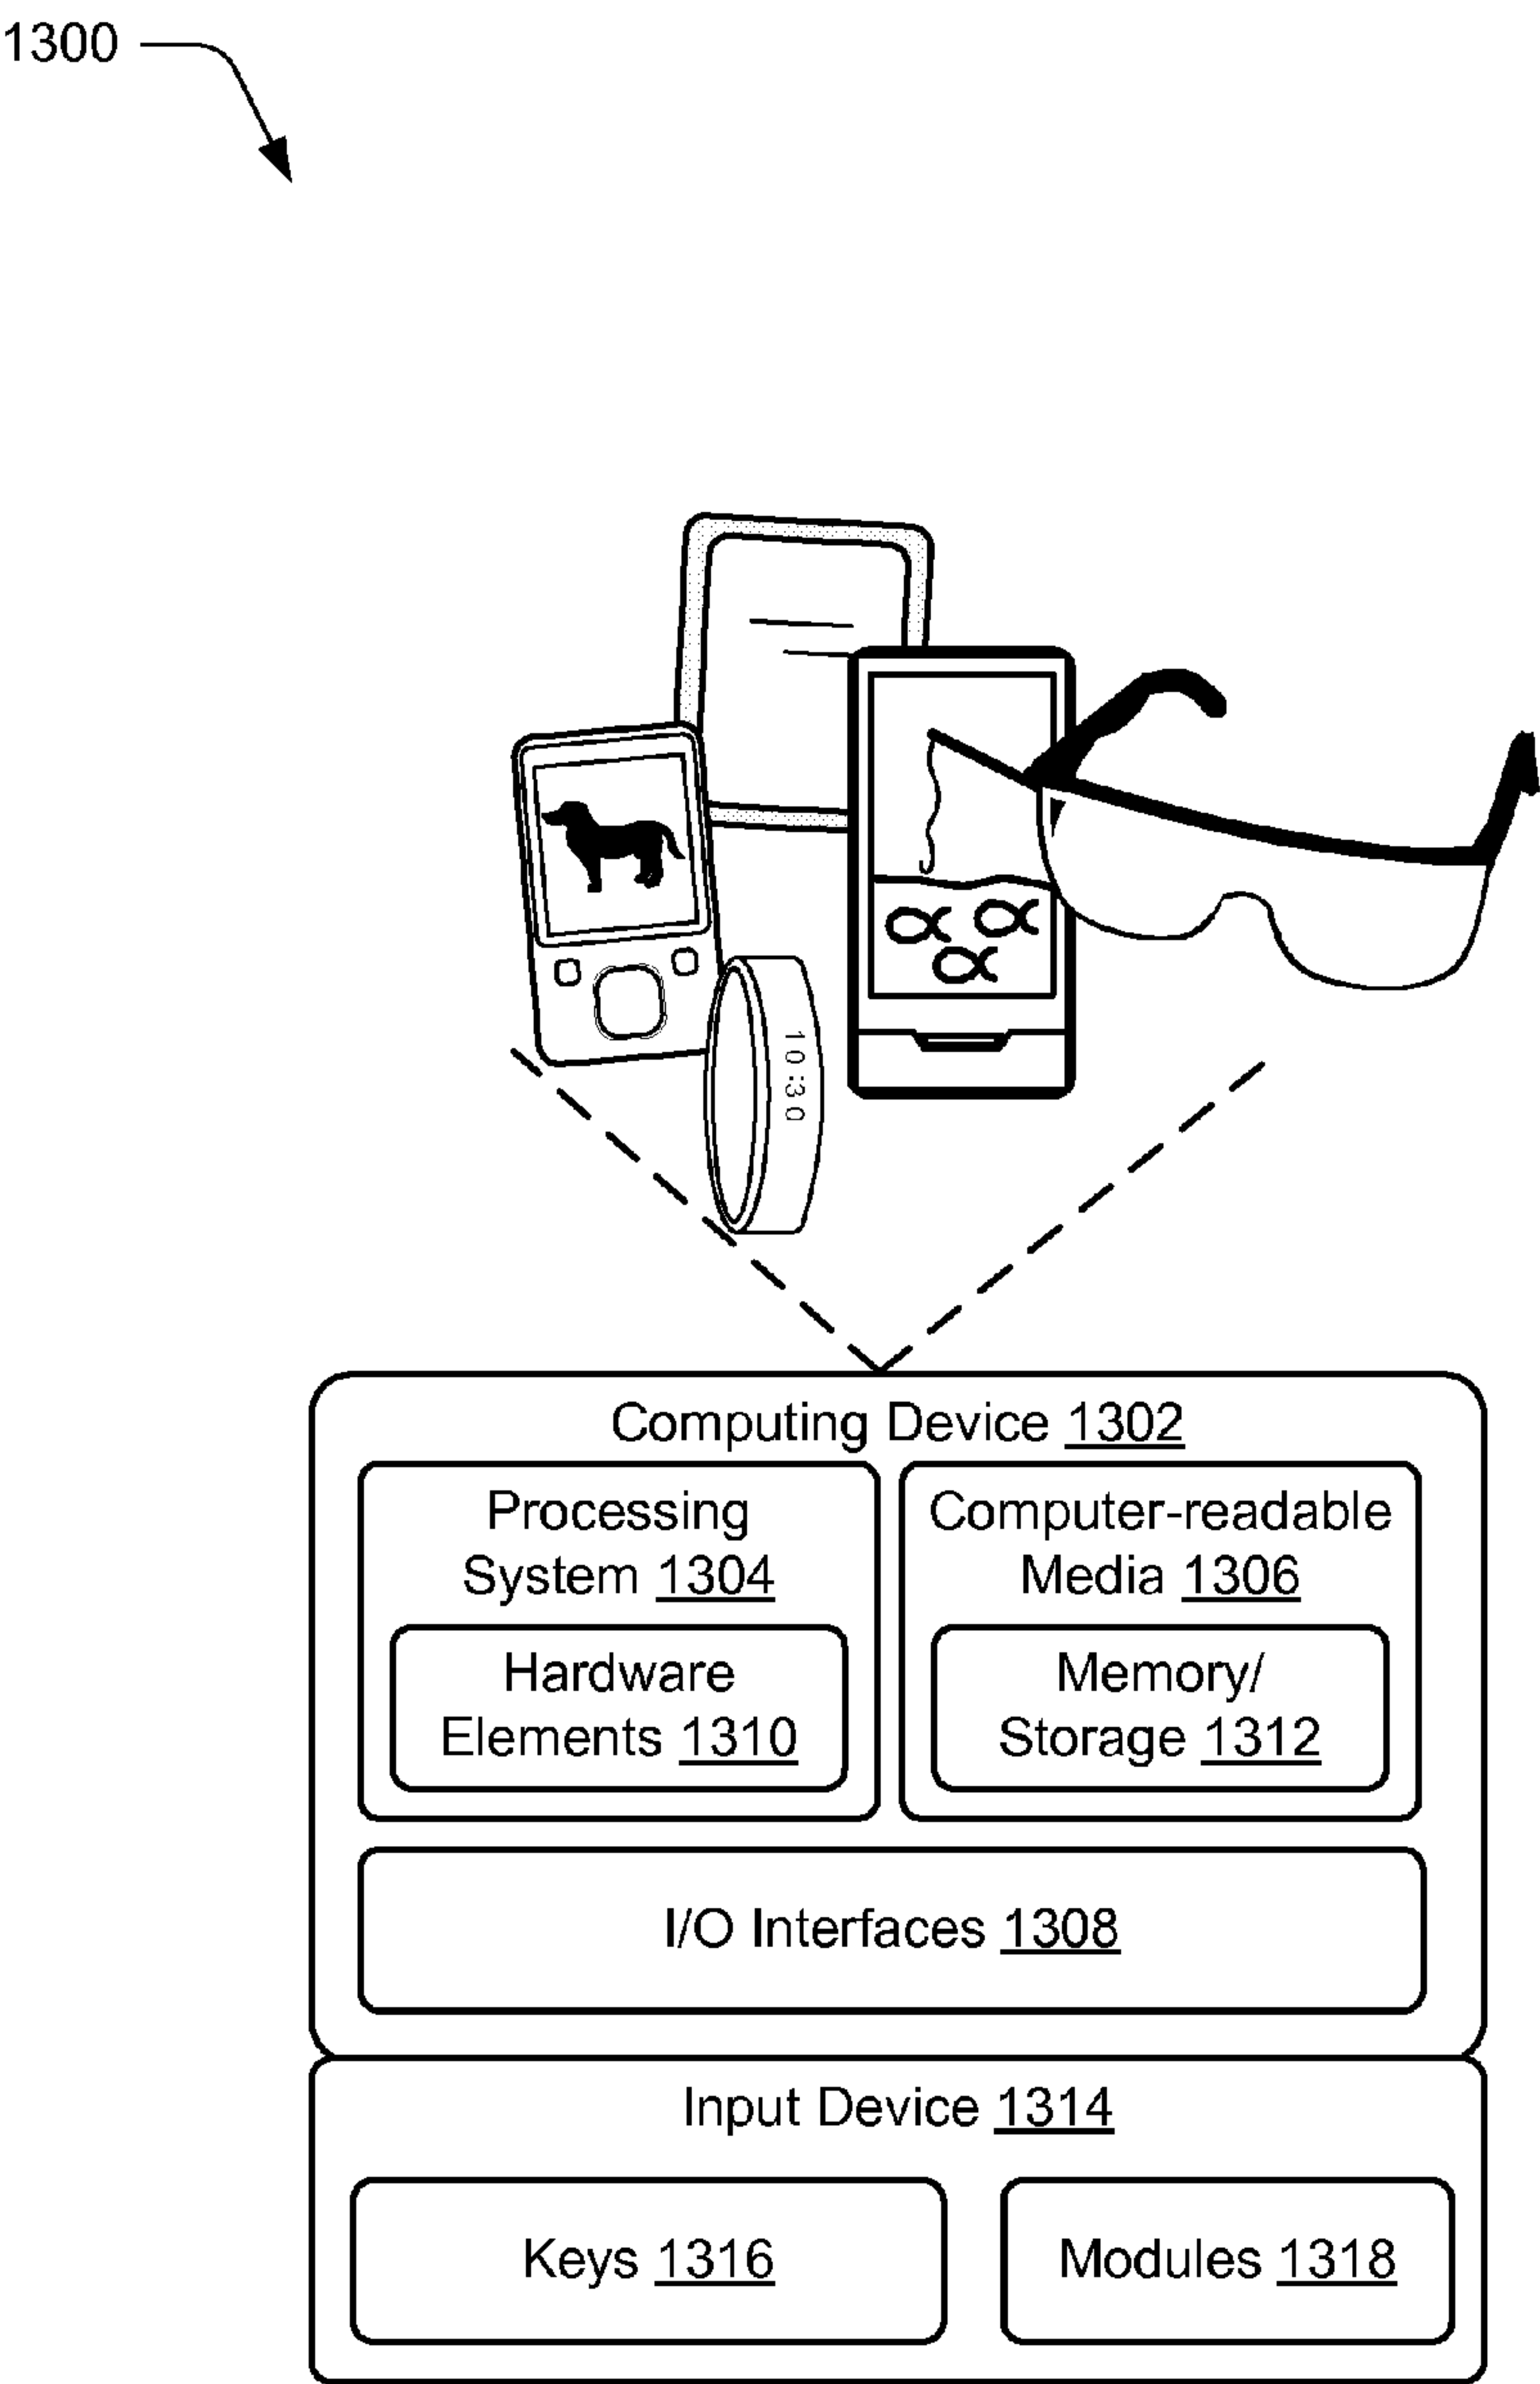 1300
10:30
Computing Device 1302
Processing
System 1304
Computer-readable
Media 1306
Hardware
Elements 1310
Memory/
Storage 1312
I/O Interfaces 1308
Input Device 1314
Keys 1316
Modules 1318